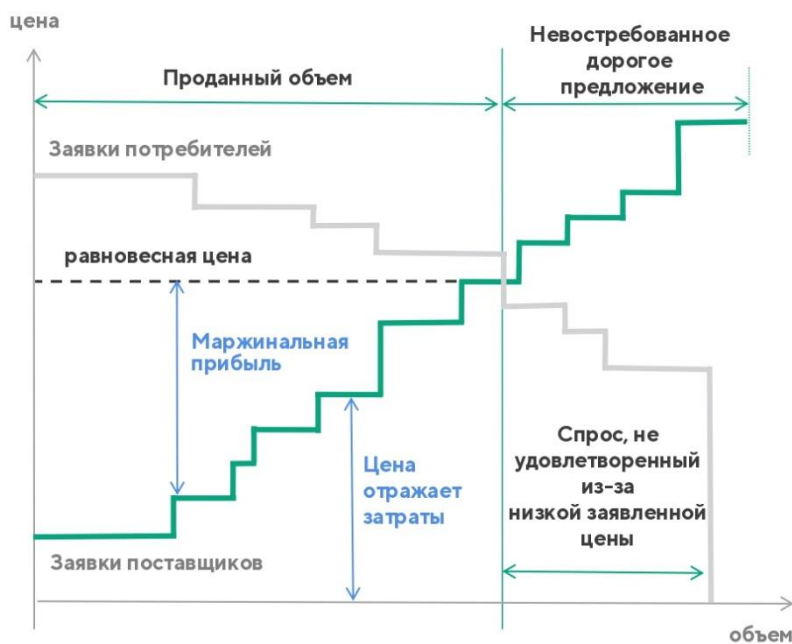 цена
Проданный объем
Невостребованное
дорогое
предложение
Заявки потребителей
равновесная цена
Маржинальная
прибыль
Цена
отражает
затраты
Спрос, не
удовлетворенный
из-за
низкой заявленной
цены
Заявки поставщиков
объем